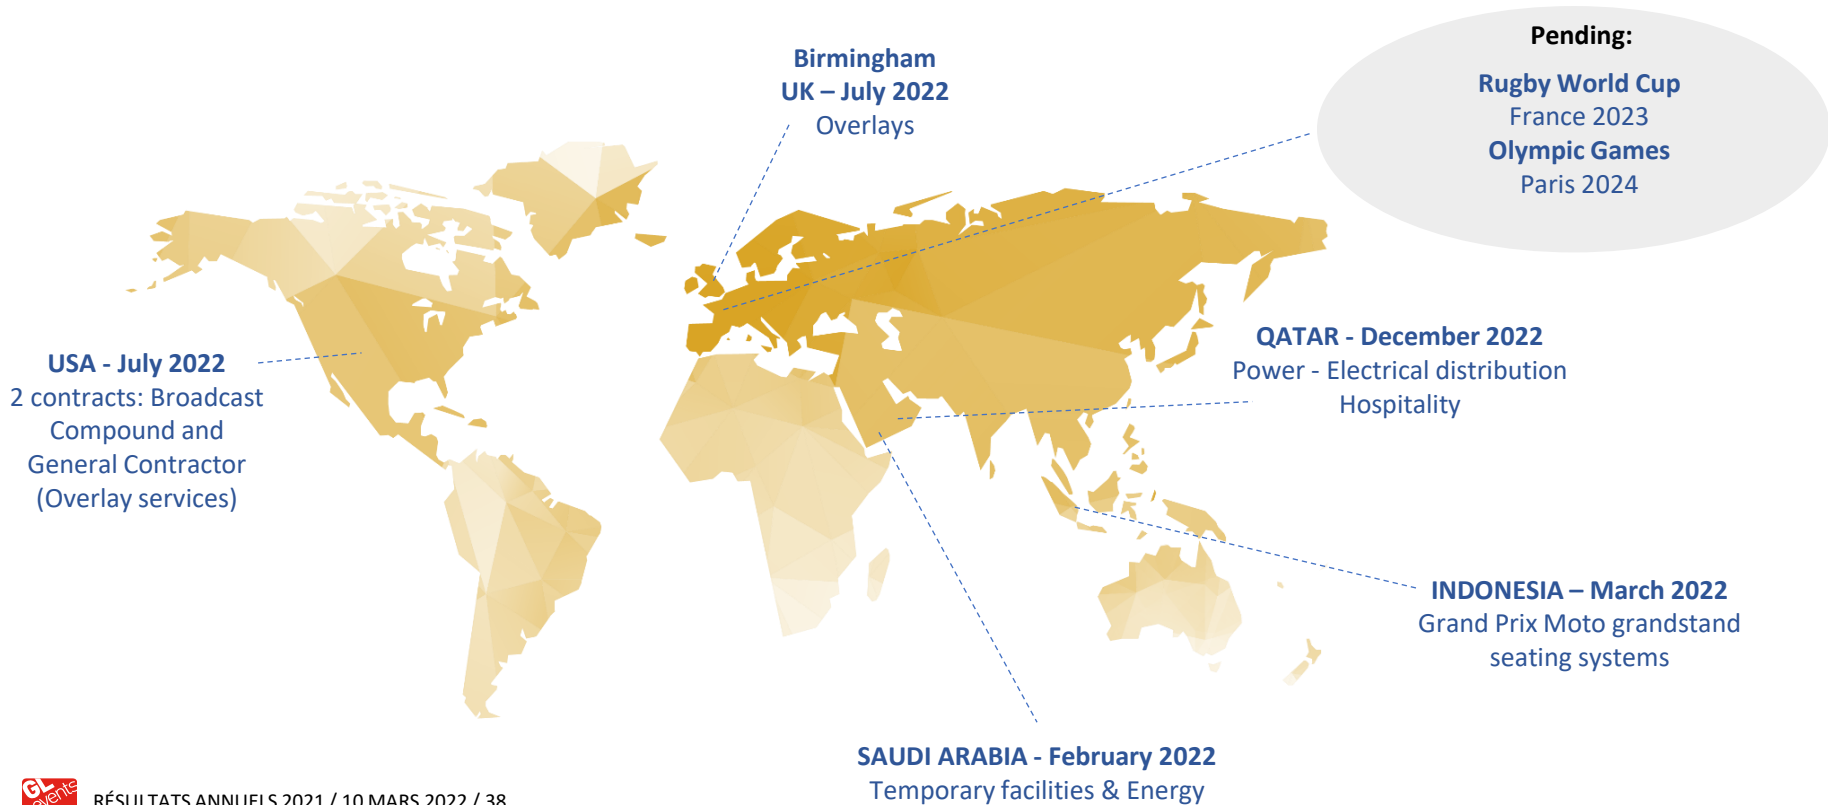 Pending:
Rugby World Cup
France 2023
Olympic Games
Paris 2024
Birmingham
UK – July 2022
Overlays
USA - July 2022
2 contracts: Broadcast
Compound and
General Contractor
(Overlay services)
QATAR - December 2022
Power - Electrical distribution
Hospitality
INDONESIA – March 2022
Grand Prix Moto grandstand
seating systems
SAUDI ARABIA - February 2022
Temporary facilities & Energy
GL events
RÉSULTATS ANNUELS 2021 / 10 MARS 2022 / 38